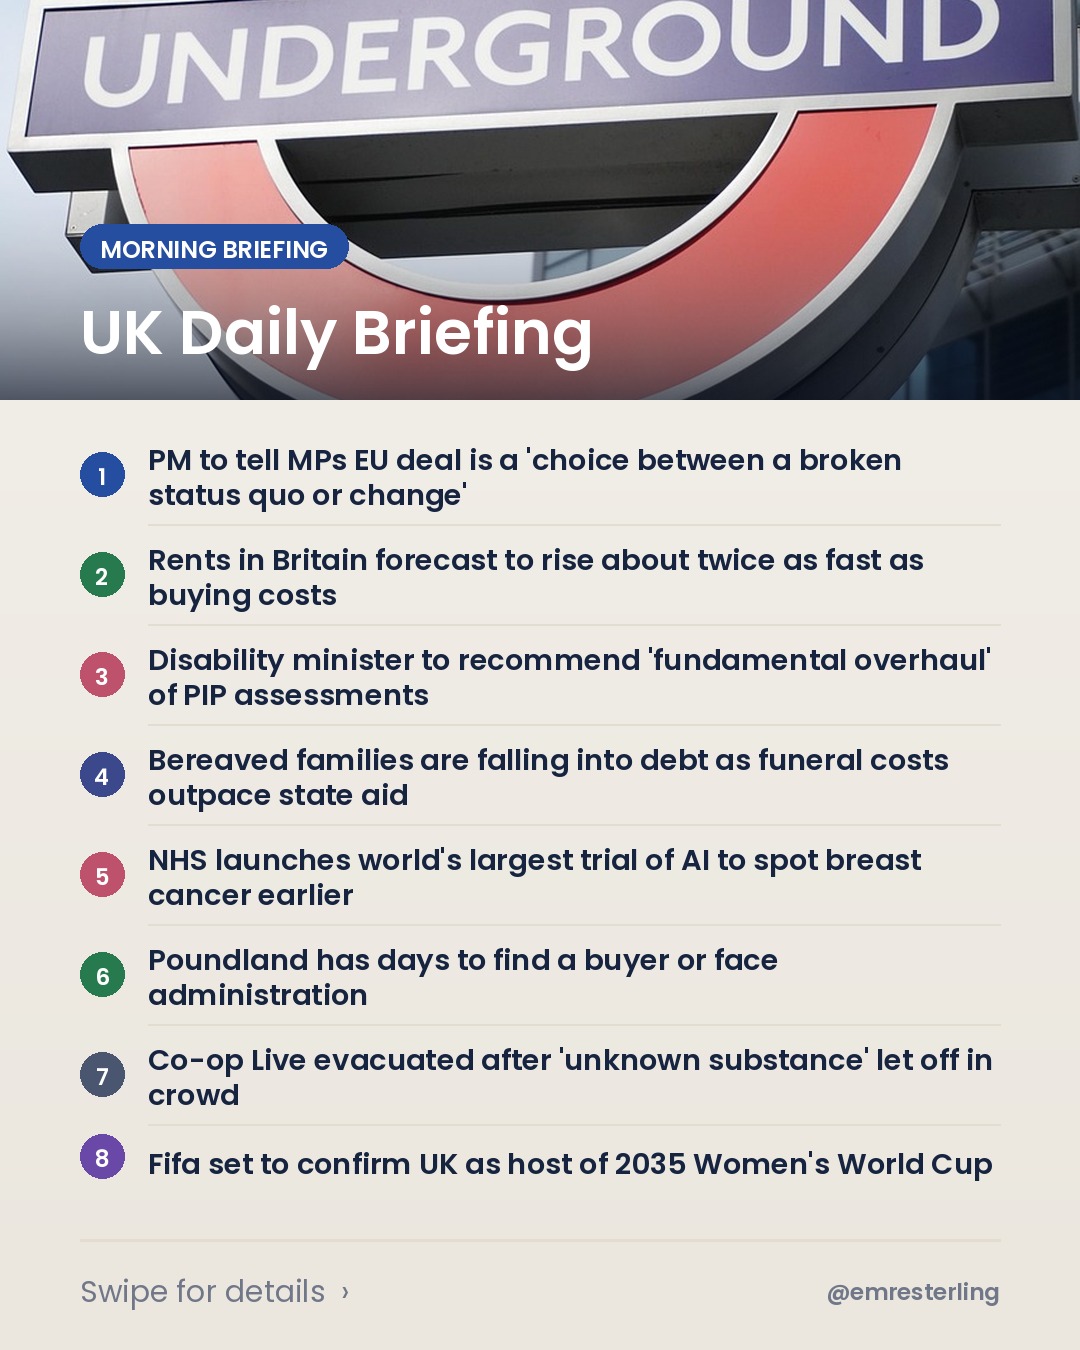 UNDERGROUND
MORNING BRIEFING
UK Daily Briefing
1 PM to tell MPs EU deal is a 'choice between a broken
status quo or change'
2 Rents in Britain forecast to rise about twice as fast as
buying costs
3 Disability minister to recommend 'fundamental overhaul'
of PIP assessments
4 Bereaved families are falling into debt as funeral costs
outpace state aid
5 NHS launches world's largest trial of AI to spot breast
cancer earlier
6 Poundland has days to find a buyer or face
administration
7 Co-op Live evacuated after 'unknown substance' let off in
crowd
8 Fifa set to confirm UK as host of 2035 Women's World Cup
Swipe for details ›
@emresterling